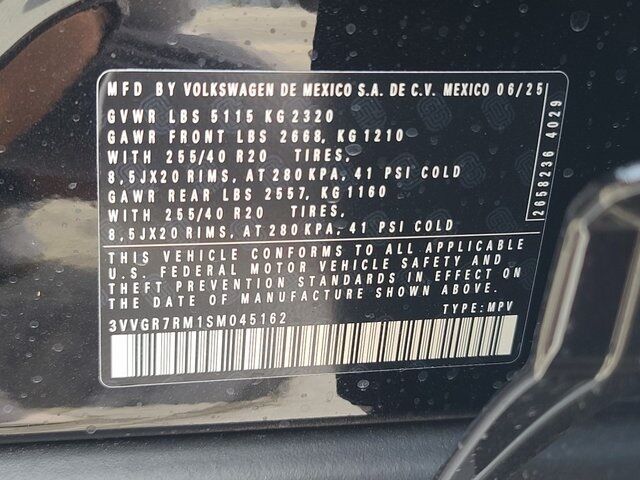 MFD BY VOLKSWAGEN DE MEXICO S.A. DE C.V. MEXICO 06/25
GVWR LBS 5115 KG 2320
GAWR FRONT LBS 2668, KG 1210
WITH 255/40 R20 TIRES,
8,5JX20 RIMS, AT 280 KPA, 41 PSI COLD
GAWR REAR LBS 2557, KG 1160
WITH 255/40 R20 TIRES,
8,5JX20 RIMS, AT 280 KPA, 41 PSI COLD
2658236 4029
THIS VEHICLE CONFORMS TO ALL APPLICABLE
U.S. FEDERAL MOTOR VEHICLE SAFETY AND
THEFT PREVENTION STANDARDS IN EFFECT ON
THE DATE OF MANUFACTURE SHOWN ABOVE.
3VVGR7RM1SM045162 TYPE: MPV